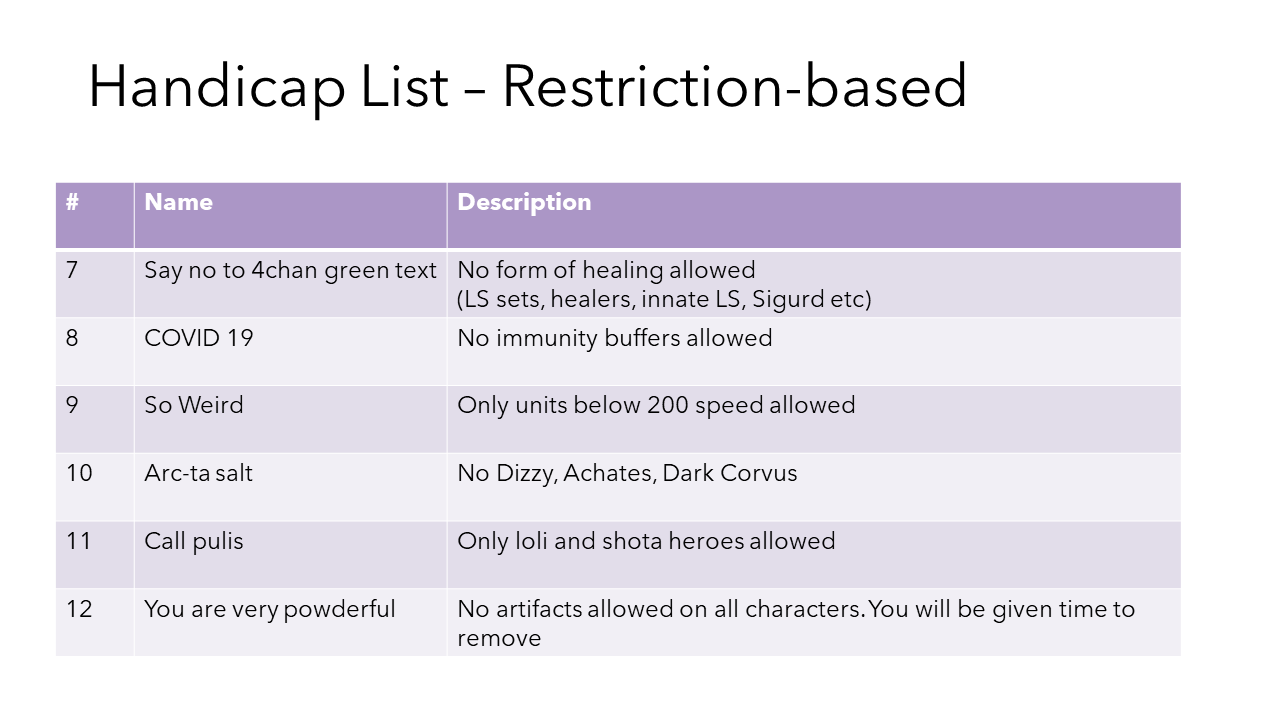 Handicap List – Restriction-based
# Name Description
7 Say no to 4chan green text No form of healing allowed
(LS sets, healers, innate LS, Sigurd etc)
8 COVID 19 No immunity buffers allowed
9 So Weird Only units below 200 speed allowed
10 Arc-ta salt No Dizzy, Achates, Dark Corvus
11 Call pulis Only loli and shota heroes allowed
12 You are very powderful No artifacts allowed on all characters. You will be given time to
remove